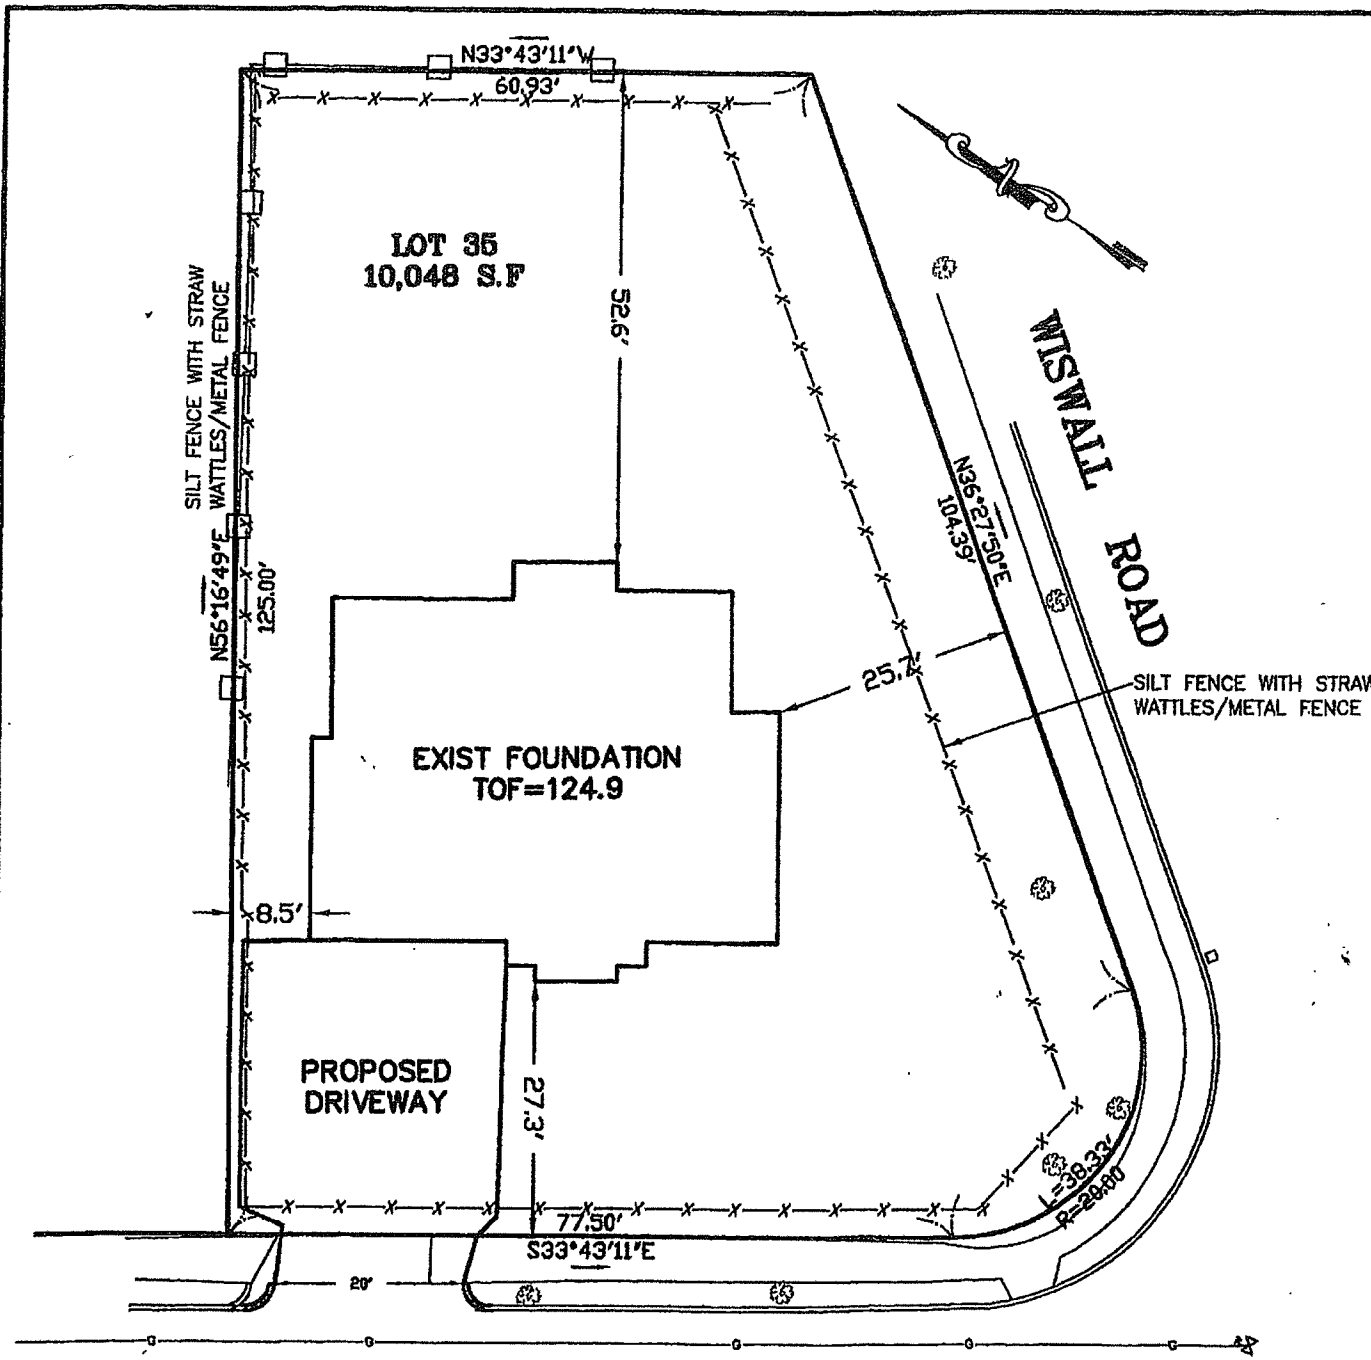 N33°43'11"W
60.93'
LOT 35
10,048 S.F
52.6'
SILT FENCE WITH STRAW
WATTLES/METAL FENCE
N56°16'49"E
125.00'
WISWALL ROAD
N36°27'50"E
104.39'
25.7'
SILT FENCE WITH STRAW
WATTLES/METAL FENCE
EXIST FOUNDATION
TOF=124.9
8.5'
PROPOSED
DRIVEWAY
27.3'
L=38.33'
R=20.00
77.50'
S33°43'11"E
20'
G G G G G